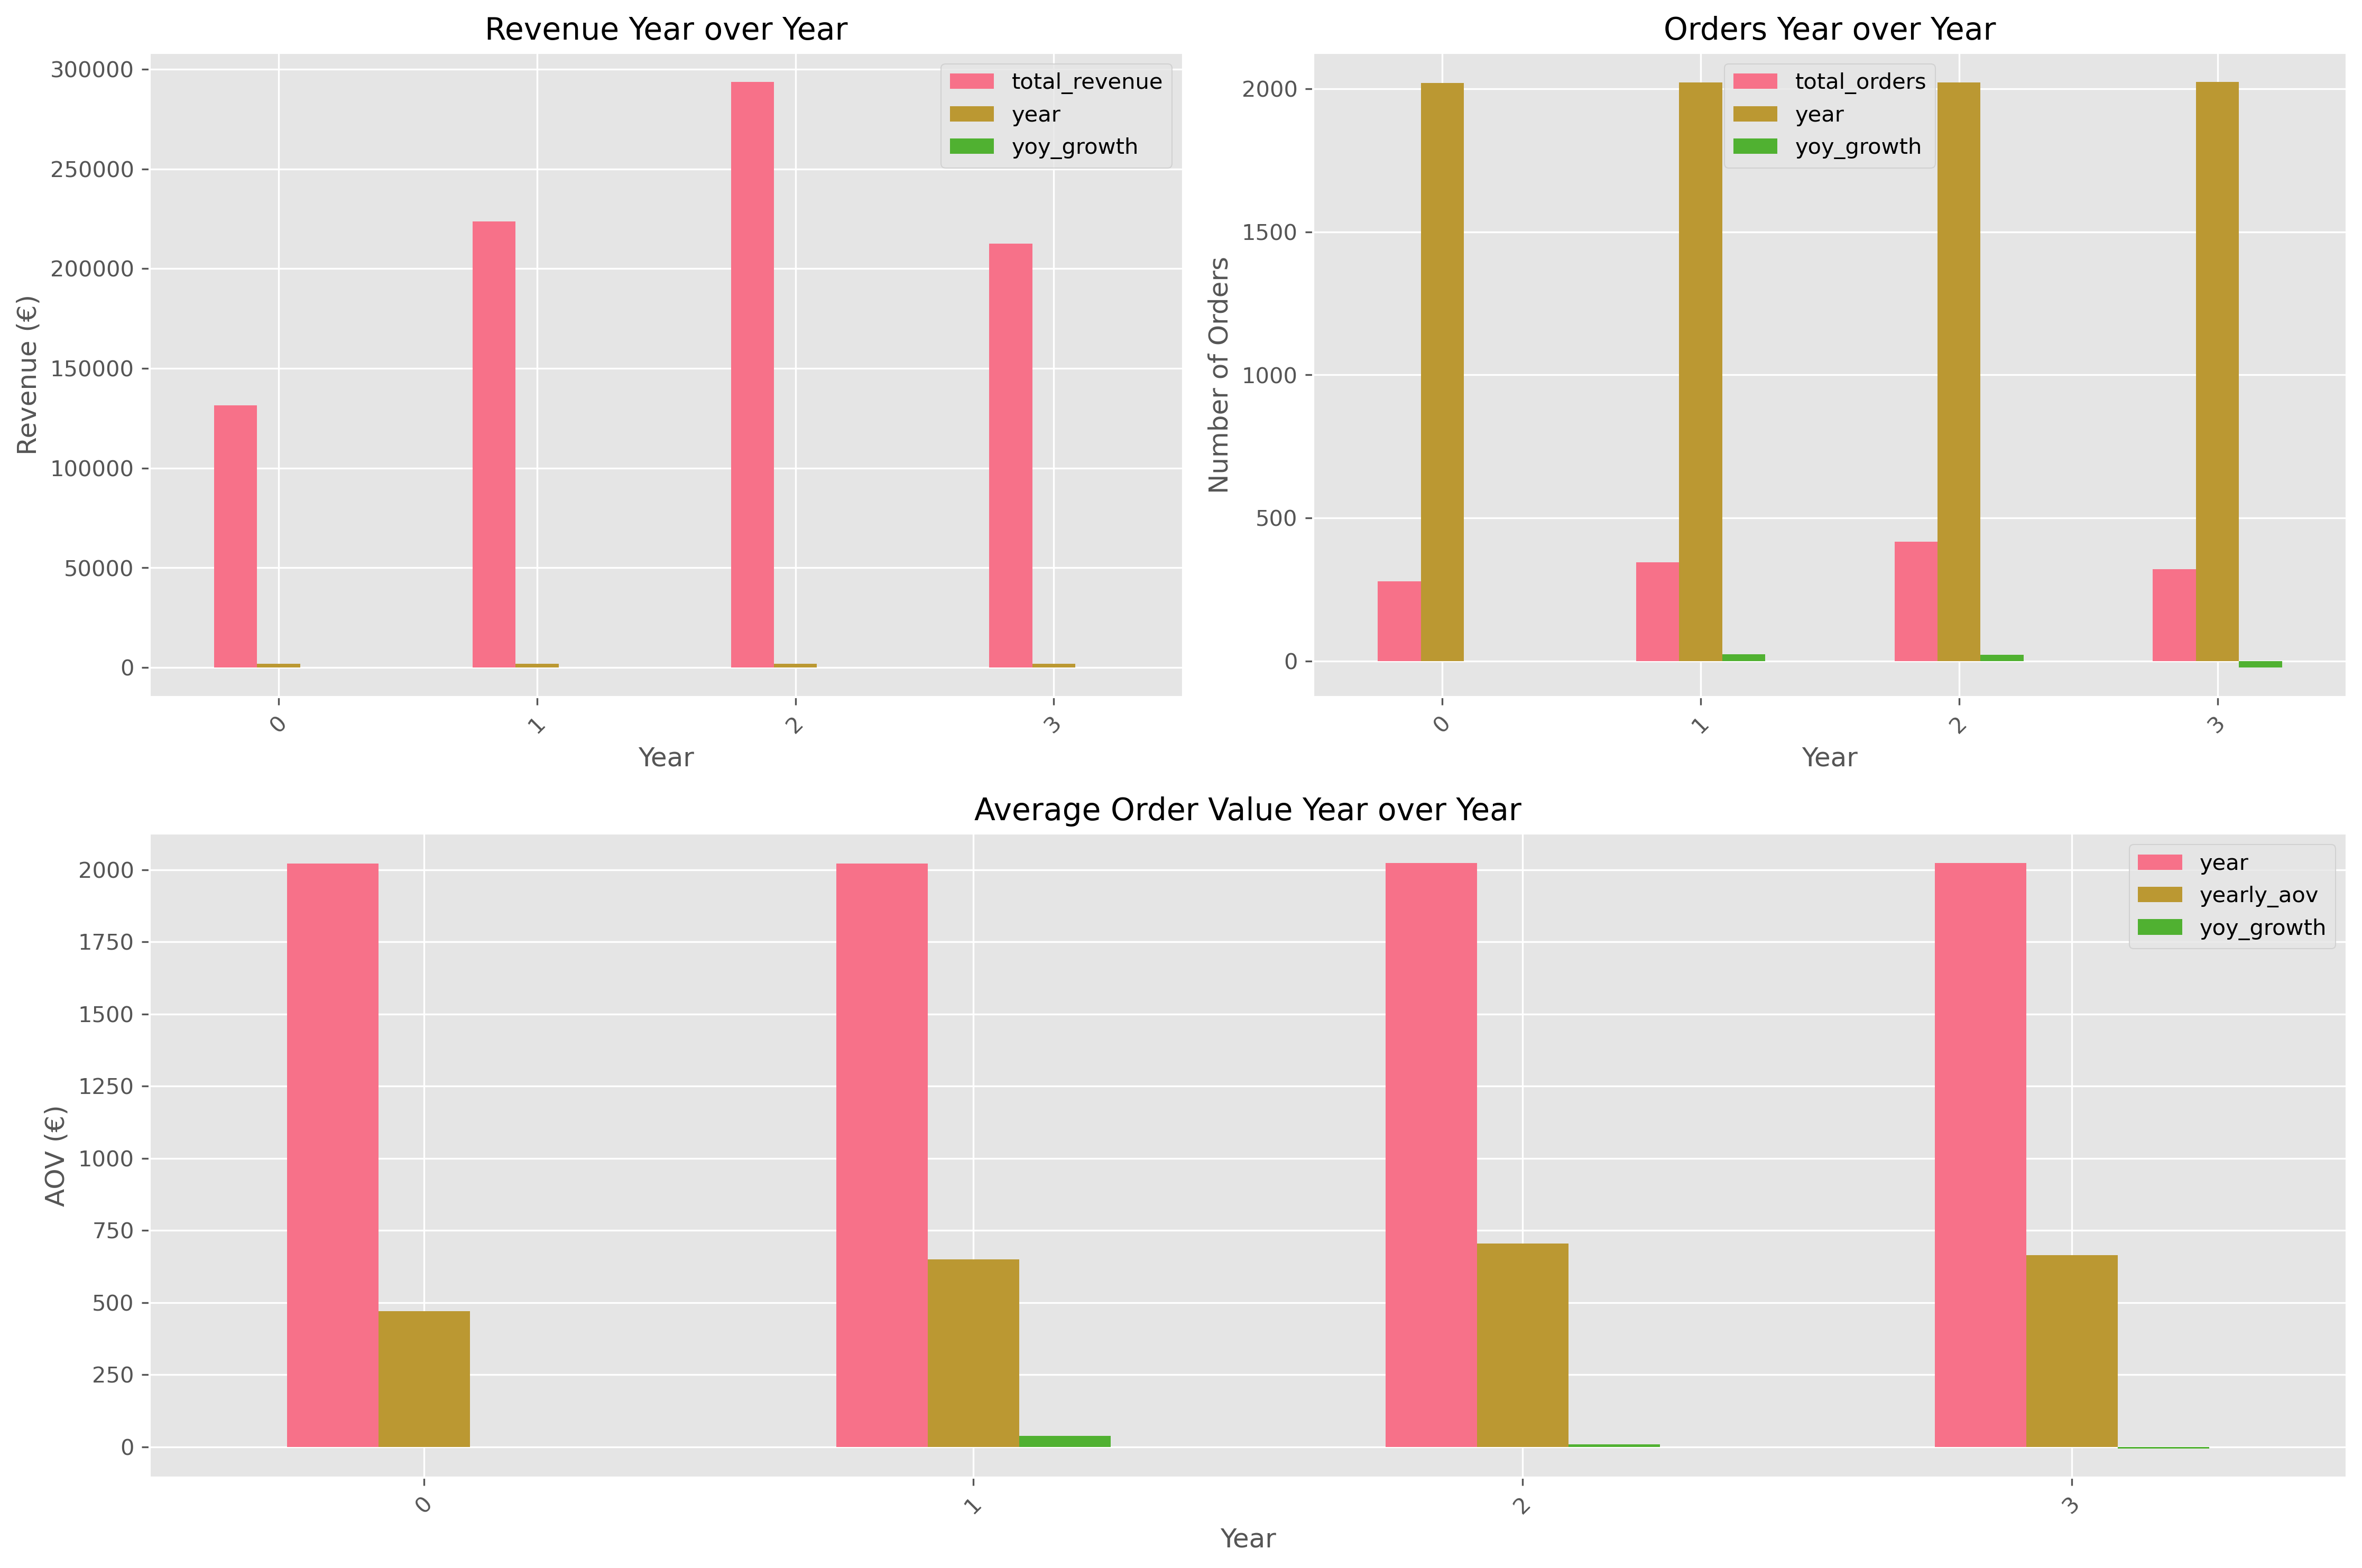 Revenue Year over Year
Revenue (€)
300000
250000
200000
150000
100000
50000
0
total_revenue
year
yoy_growth
0 1 2 3
Year
Orders Year over Year
Number of Orders
2000
1500
1000
500
0
total_orders
year
yoy_growth
0 1 2 3
Year
Average Order Value Year over Year
AOV (€)
2000
1750
1500
1250
1000
750
500
250
0
year
yearly_aov
yoy_growth
0 1 2 3
Year